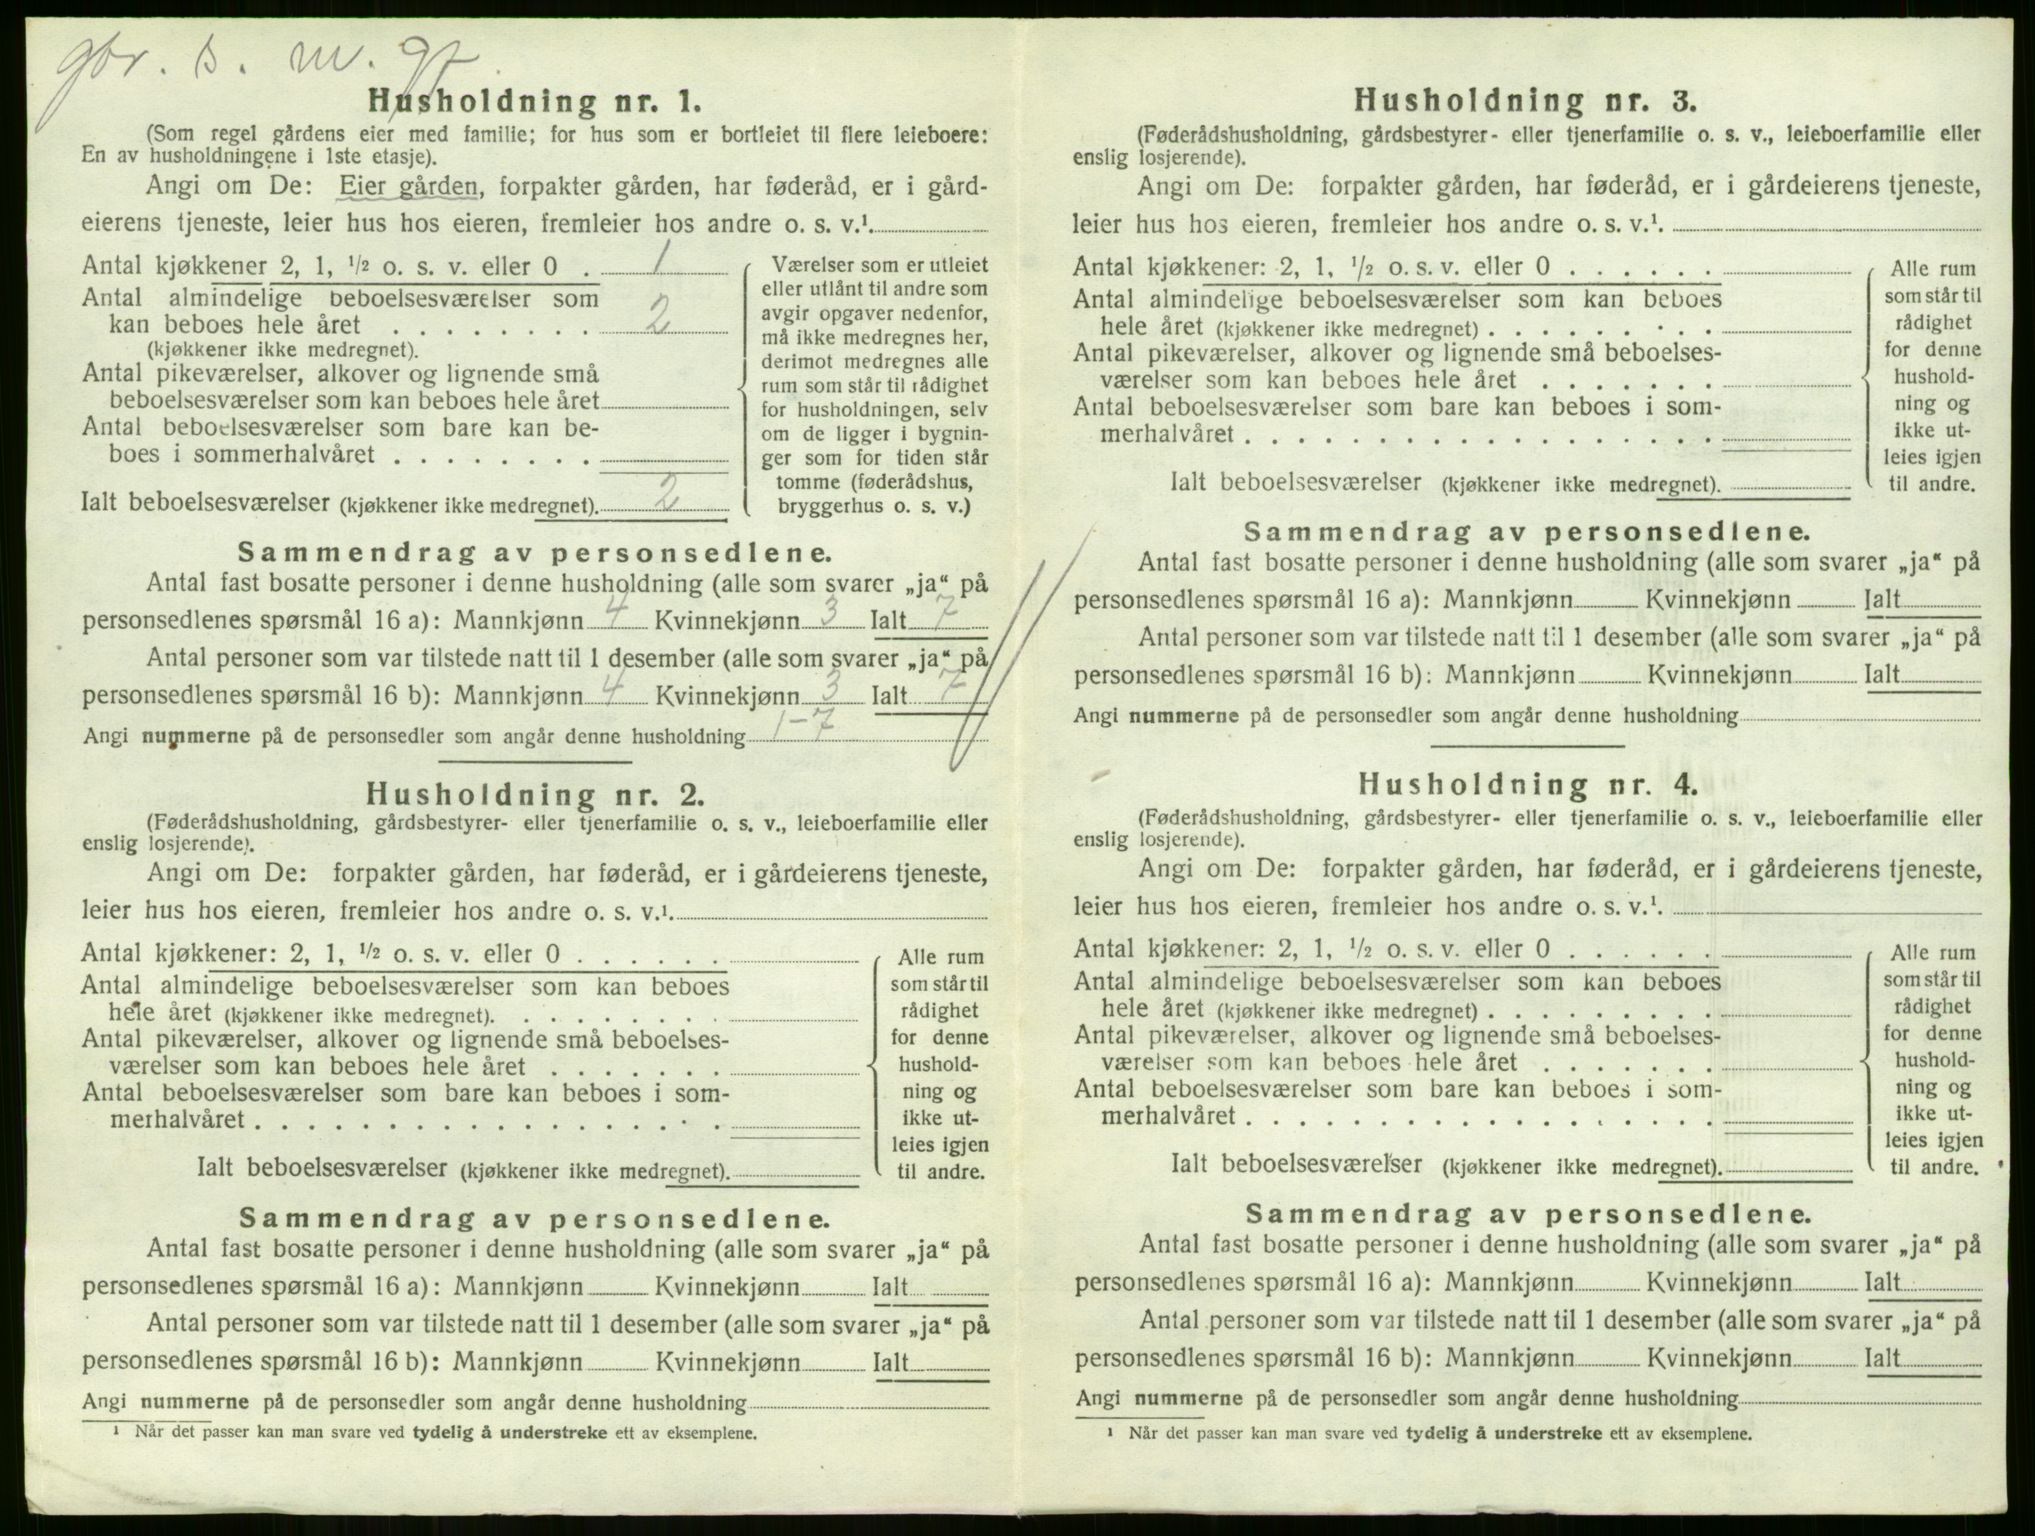 gbr. s. m. gf.
Husholdning nr. 1.
(Som regel gårdens eier med familie; for hus som er bortleiet til flere leieboere:
En av husholdningene i 1ste etasje).
Angi om De: Eier gården, forpakter gården, har føderåd, er i gård-
eierens tjeneste, leier hus hos eieren, fremleier hos andre o. s. v.¹.
Antal kjøkkener 2, 1, ½ o. s. v. eller 0 . 1
Antal almindelige beboelsesværelser som
kan beboes hele året . . . . . . . . 2
(kjøkkener ikke medregnet).
Antal pikeværelser, alkover og lignende små
beboelsesværelser som kan beboes hele året
Antal beboelsesværelser som bare kan be-
boes i sommerhalvåret . . . . . . . .
Ialt beboelsesværelser (kjøkkener ikke medregnet). 2
Værelser som er utleiet
eller utlånt til andre som
avgir opgaver nedenfor,
må ikke medregnes her,
derimot medregnes alle
rum som står til rådighet
for husholdningen, selv
om de ligger i bygnin-
ger som for tiden står
tomme (føderådshus,
bryggerhus o. s. v.)
Sammendrag av personsedlene.
Antal fast bosatte personer i denne husholdning (alle som svarer „ja“ på
personsedlenes spørsmål 16 a): Mannkjønn 4 Kvinnekjønn 3 Ialt 7
Antal personer som var tilstede natt til 1 desember (alle som svarer „ja“ på
personsedlenes spørsmål 16 b): Mannkjønn 4 Kvinnekjønn 3 Ialt 7
Angi nummerne på de personsedler som angår denne husholdning 1-7
Husholdning nr. 2.
(Føderådshusholdning, gårdsbestyrer- eller tjenerfamilie o. s. v., leieboerfamilie eller
enslig losjerende).
Angi om De: forpakter gården, har føderåd, er i gårdeierens tjeneste,
leier hus hos eieren, fremleier hos andre o. s. v.¹.
Antal kjøkkener: 2, 1, ½ o. s. v. eller 0 . . . . . .
Antal almindelige beboelsesværelser som kan beboes
hele året (kjøkkener ikke medregnet). . . . . . . . .
Antal pikeværelser, alkover og lignende små beboelses-
værelser som kan beboes hele året . . . . . . .
Antal beboelsesværelser som bare kan beboes i som-
merhalvåret . . . . . . . . . . . . . . . . . .
Ialt beboelsesværelser (kjøkkener ikke medregnet).
Alle rum
som står til
rådighet
for denne
hushold-
ning og
ikke ut-
leies igjen
til andre.
Sammendrag av personsedlene.
Antal fast bosatte personer i denne husholdning (alle som svarer „ja“ på
personsedlenes spørsmål 16 a): Mannkjønn Kvinnekjønn Ialt
Antal personer som var tilstede natt til 1 desember (alle som svarer „ja“ på
personsedlenes spørsmål 16 b): Mannkjønn Kvinnekjønn Ialt
Angi nummerne på de personsedler som angår denne husholdning
¹ Når det passer kan man svare ved tydelig å understreke ett av eksemplene.
Husholdning nr. 3.
(Føderådshusholdning, gårdsbestyrer- eller tjenerfamilie o. s. v., leieboerfamilie eller
enslig losjerende).
Angi om De: forpakter gården, har føderåd, er i gårdeierens tjeneste,
leier hus hos eieren, fremleier hos andre o. s. v.¹.
Antal kjøkkener: 2, 1, ½ o. s. v. eller 0 . . . . . .
Antal almindelige beboelsesværelser som kan beboes
hele året (kjøkkener ikke medregnet) . . . . . . . . .
Antal pikeværelser, alkover og lignende små beboelses-
værelser som kan beboes hele året . . . . . . .
Antal beboelsesværelser som bare kan beboes i som-
merhalvåret . . . . . . . . . . . . . . . . . .
Ialt beboelsesværelser (kjøkkener ikke medregnet).
Alle rum
som står til
rådighet
for denne
hushold-
ning og
ikke ut-
leies igjen
til andre.
Sammendrag av personsedlene.
Antal fast bosatte personer i denne husholdning (alle som svarer „ja“ på
personsedlenes spørsmål 16 a): Mannkjønn Kvinnekjønn Ialt
Antal personer som var tilstede natt til 1 desember (alle som svarer „ja“ på
personsedlenes spørsmål 16 b): Mannkjønn Kvinnekjønn Ialt
Angi nummerne på de personsedler som angår denne husholdning
Husholdning nr. 4.
(Føderådshusholdning, gårdsbestyrer- eller tjenerfamilie o. s. v., leieboerfamilie eller
enslig losjerende).
Angi om De: forpakter gården, har føderåd, er i gårdeierens tjeneste,
leier hus hos eieren, fremleier hos andre o. s. v.¹.
Antal kjøkkener: 2, 1, ½ o. s. v. eller 0 . . . . . .
Antal almindelige beboelsesværelser som kan beboes
hele året (kjøkkener ikke medregnet) . . . . . . . . .
Antal pikeværelser, alkover og lignende små beboelses-
værelser som kan beboes hele året . . . . . . .
Antal beboelsesværelser som bare kan beboes i som-
merhalvåret . . . . . . . . . . . . . . . . . .
Ialt beboelsesværelser (kjøkkener ikke medregnet).
Alle rum
som står til
rådighet
for denne
hushold-
ning og
ikke ut-
leies igjen
til andre.
Sammendrag av personsedlene.
Antal fast bosatte personer i denne husholdning (alle som svarer „ja“ på
personsedlenes spørsmål 16 a): Mannkjønn Kvinnekjønn Ialt
Antal personer som var tilstede natt til 1 desember (alle som svarer „ja“ på
personsedlenes spørsmål 16 b): Mannkjønn Kvinnekjønn Ialt
Angi nummerne på de personsedler som angår denne husholdning
¹ Når det passer kan man svare ved tydelig å understreke ett av eksemplene.